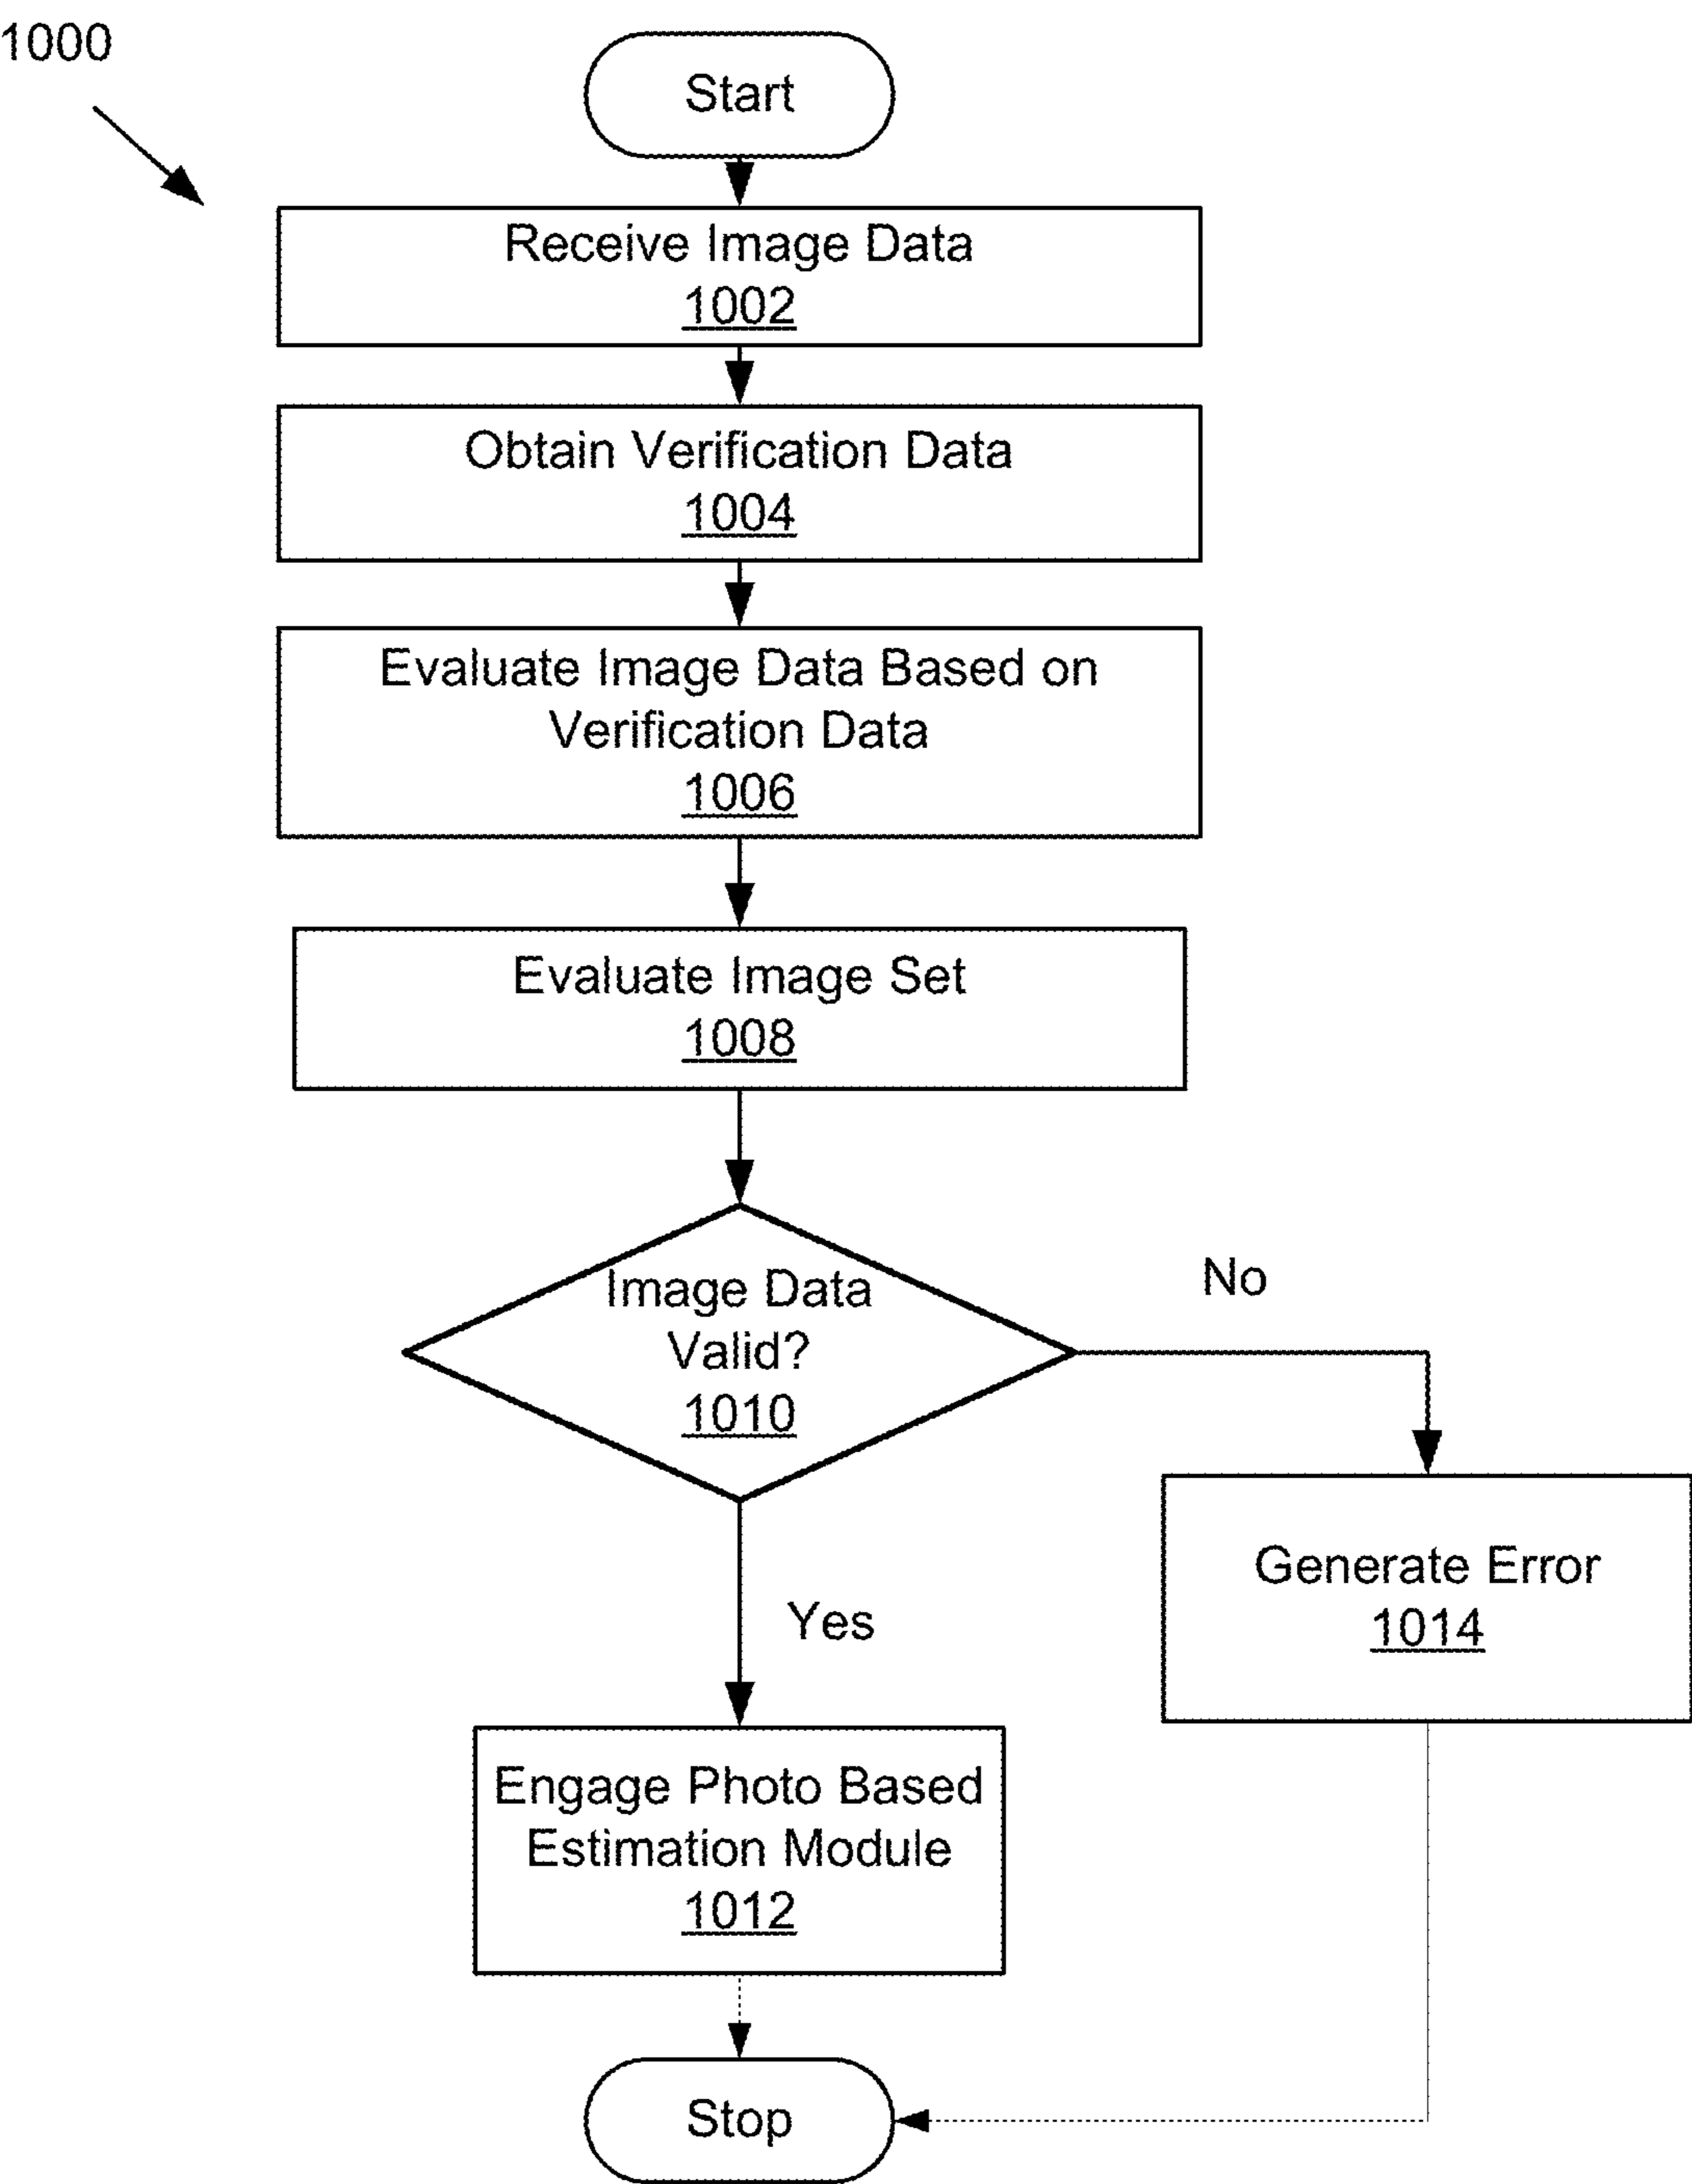 1000
Start
Receive Image Data
1002
Obtain Verification Data
1004
Evaluate Image Data Based on
Verification Data
1006
Evaluate Image Set
1008
Image Data
Valid?
1010
No
Yes
Generate Error
1014
Engage Photo Based
Estimation Module
1012
Stop